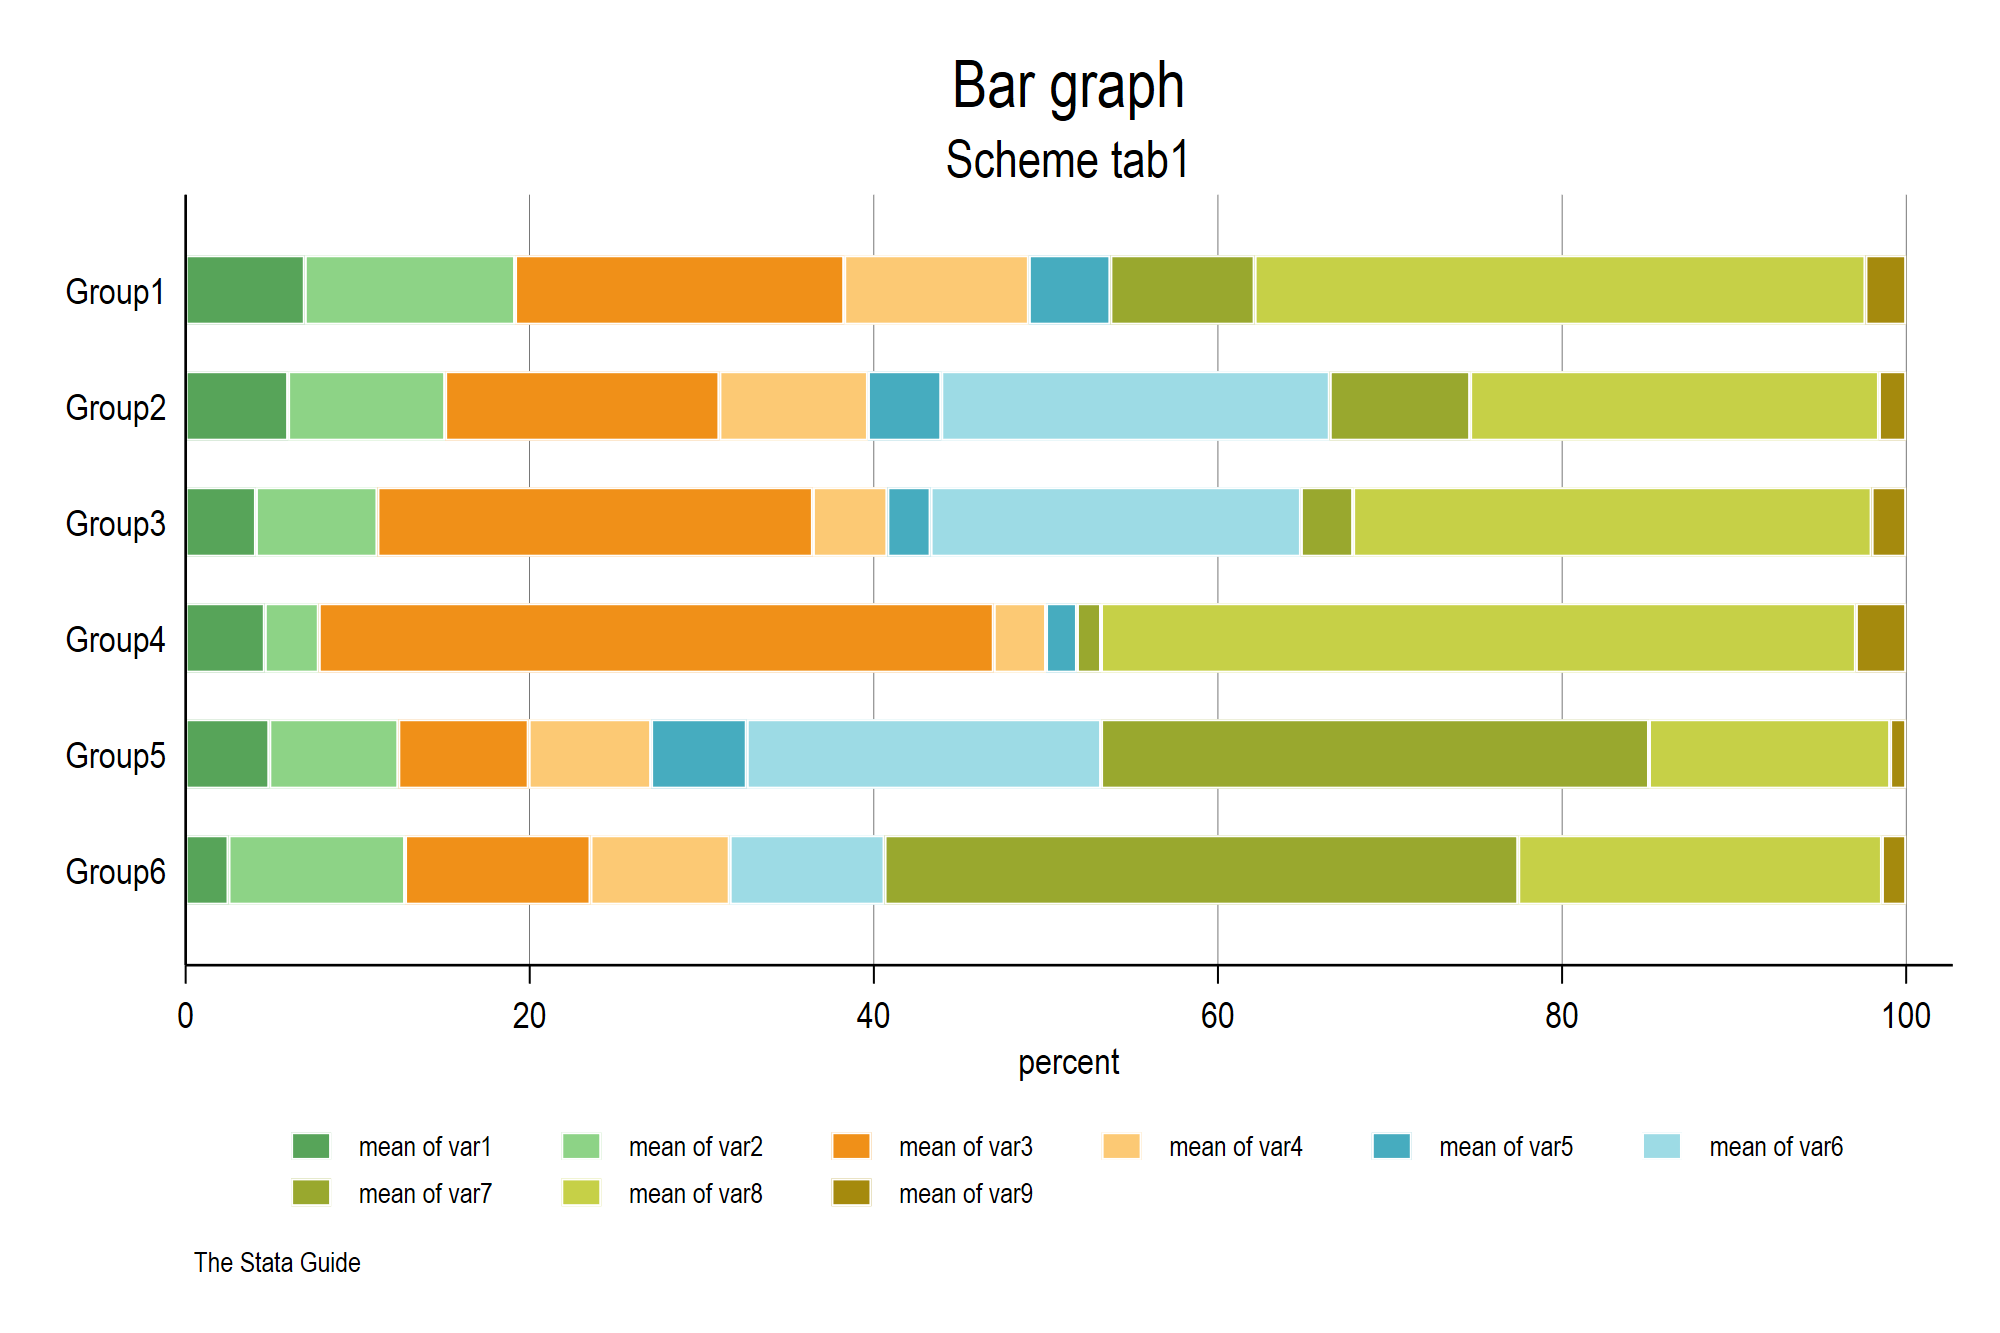 Bar graph
Scheme tab1
Group1
Group2
Group3
Group4
Group5
Group6
0 20 40 60 80 100
percent
mean of var1 mean of var2 mean of var3 mean of var4 mean of var5 mean of var6
mean of var7 mean of var8 mean of var9
The Stata Guide